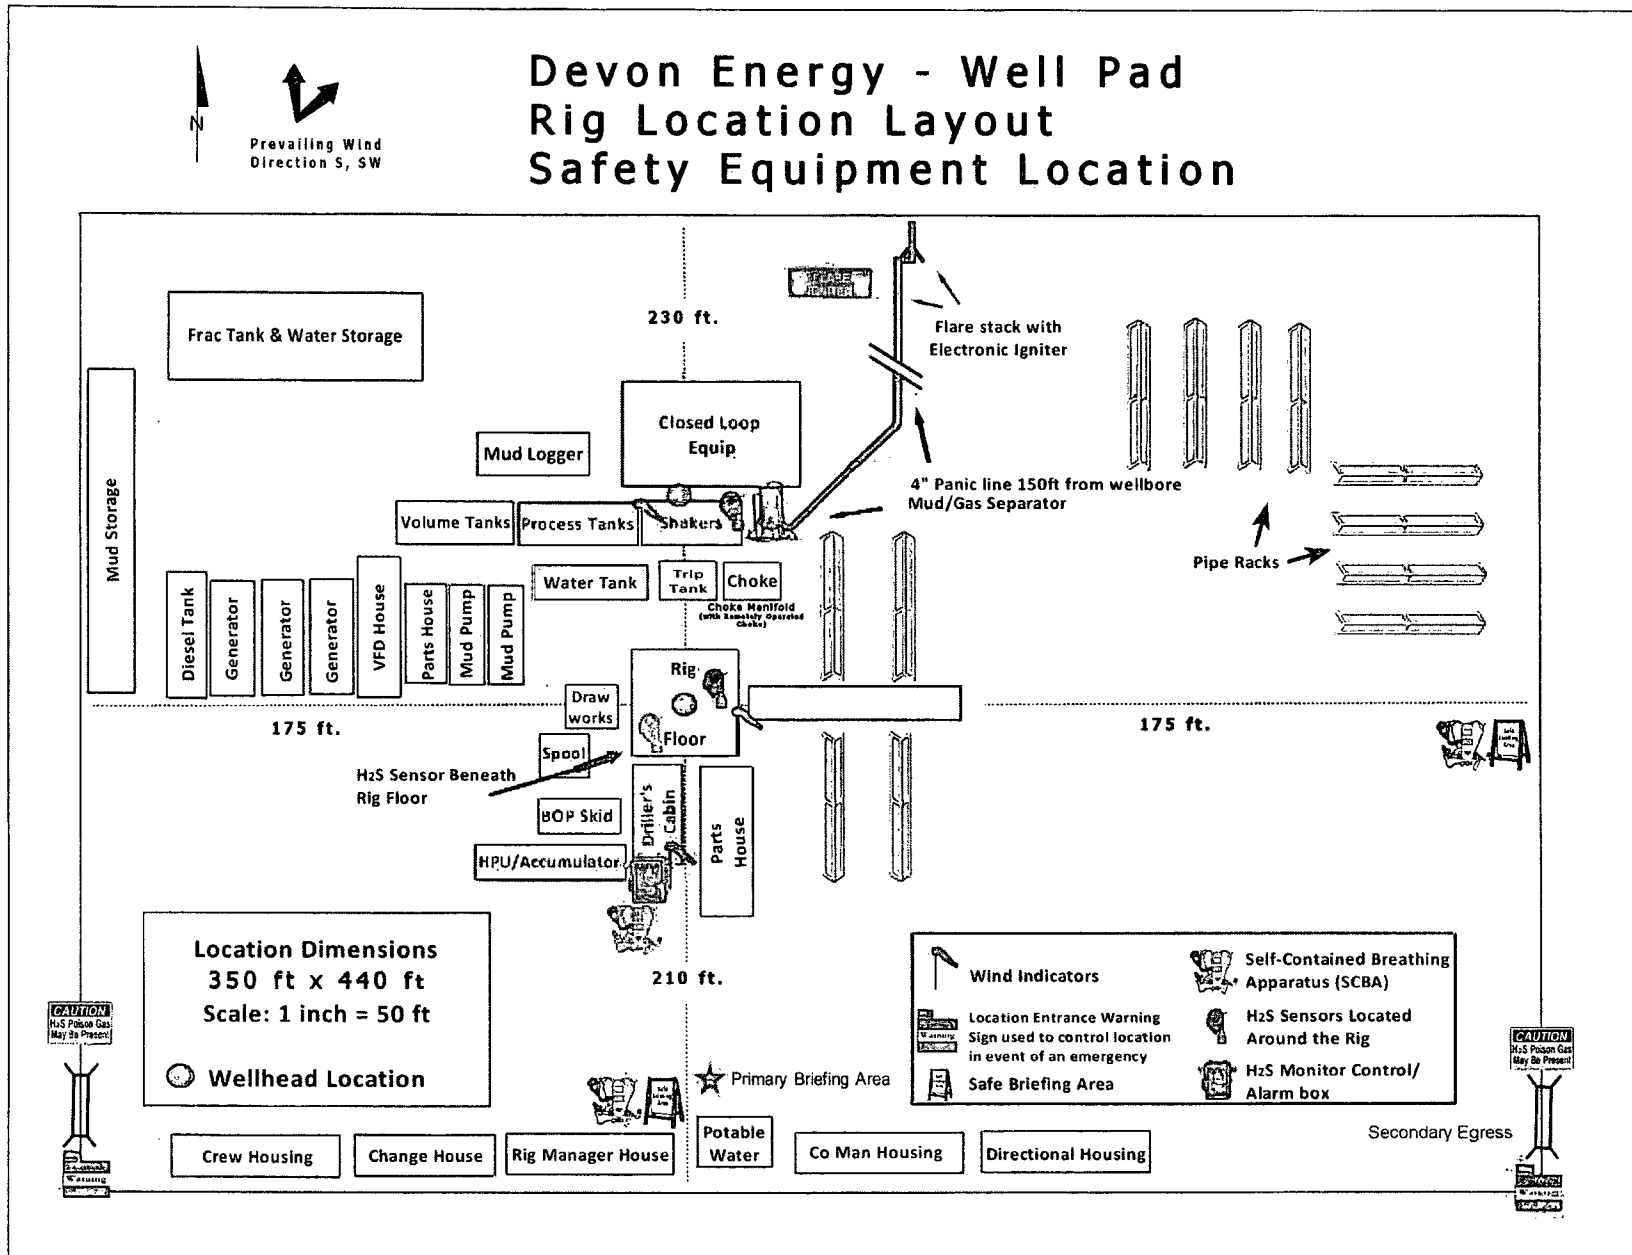 Devon Energy - Well Pad
Rig Location Layout
Safety Equipment Location
N
Prevailing Wind
Direction S, SW
Frac Tank & Water Storage
230 ft.
Flare stack with
Electronic Igniter
Closed Loop
Equip
Mud Logger
4" Panic line 150ft from wellbore
Mud/Gas Separator
Mud Storage
Volume Tanks
Process Tanks
Shakers
Pipe Racks
Water Tank
Trip
Tank
Choke
Choke Manifold
(with Remotely Operated
Choke)
Diesel Tank
Generator
Generator
Generator
VFD House
Parts House
Mud Pump
Mud Pump
Rig
Floor
Draw
works
175 ft.
175 ft.
Spool
H2S Sensor Beneath
Rig Floor
BOP Skid
Driller's
Cabin
Parts
House
HPU/Accumulator
Location Dimensions
350 ft x 440 ft
Scale: 1 inch = 50 ft
Wellhead Location
210 ft.
Wind Indicators
Location Entrance Warning
Sign used to control location
in event of an emergency
Safe Briefing Area
Self-Contained Breathing
Apparatus (SCBA)
H2S Sensors Located
Around the Rig
H2S Monitor Control/
Alarm box
Warning
CAUTION
H2S Poison Gas
May Be Present
CAUTION
H2S Poison Gas
May Be Present
Primary Briefing Area
Secondary Egress
Crew Housing
Change House
Rig Manager House
Potable
Water
Co Man Housing
Directional Housing
Warning
Warning